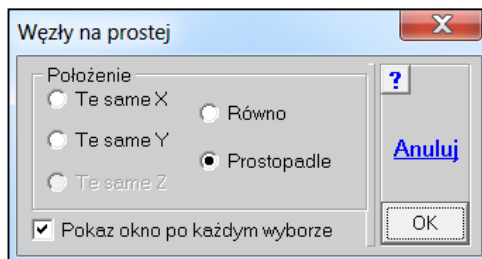 Węzły na prostej
X
Położenie
Te same X
Te same Y
Te same Z
Równo
Prostopadle
?
Anuluj
Pokaz okno po każdym wyborze
OK